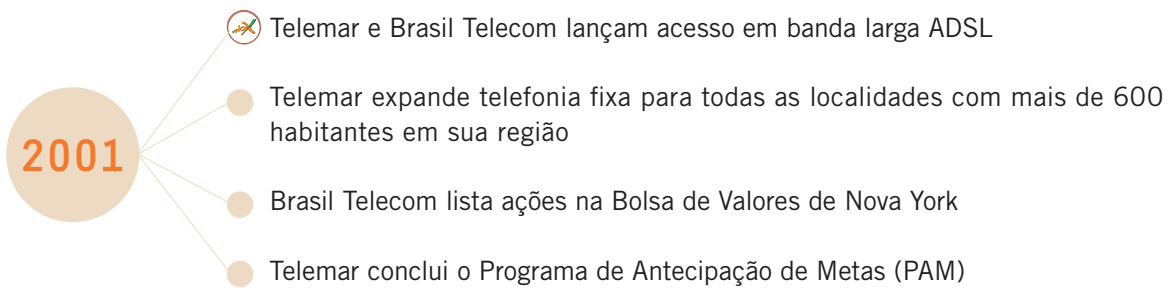 Telemar e Brasil Telecom lançam acesso em banda larga ADSL
Telemar expande telefonia fixa para todas as localidades com mais de 600
habitantes em sua região
2001
Brasil Telecom lista ações na Bolsa de Valores de Nova York
Telemar conclui o Programa de Antecipação de Metas (PAM)